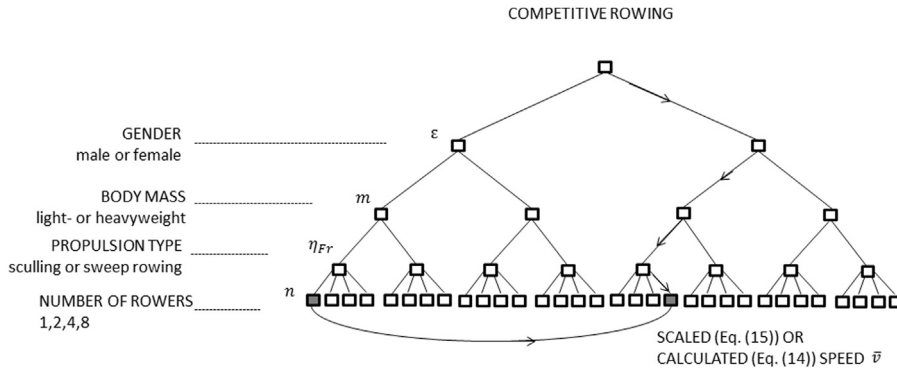 COMPETITIVE ROWING
GENDER
male or female
ε
BODY MASS
light- or heavyweight
m
PROPULSION TYPE
sculling or sweep rowing
η_Fr
NUMBER OF ROWERS
1,2,4,8
n
SCALED (Eq. (15)) OR
CALCULATED (Eq. (14)) SPEED v̄